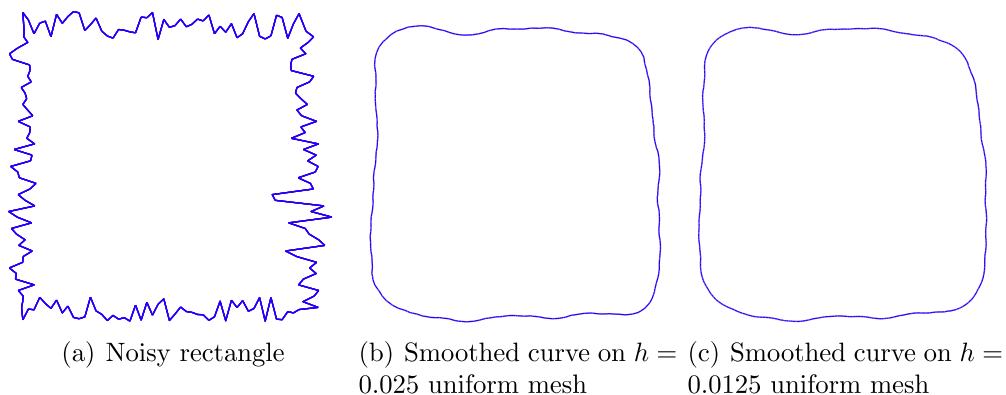 (a) Noisy rectangle
(b) Smoothed curve on h =
0.025 uniform mesh
(c) Smoothed curve on h =
0.0125 uniform mesh